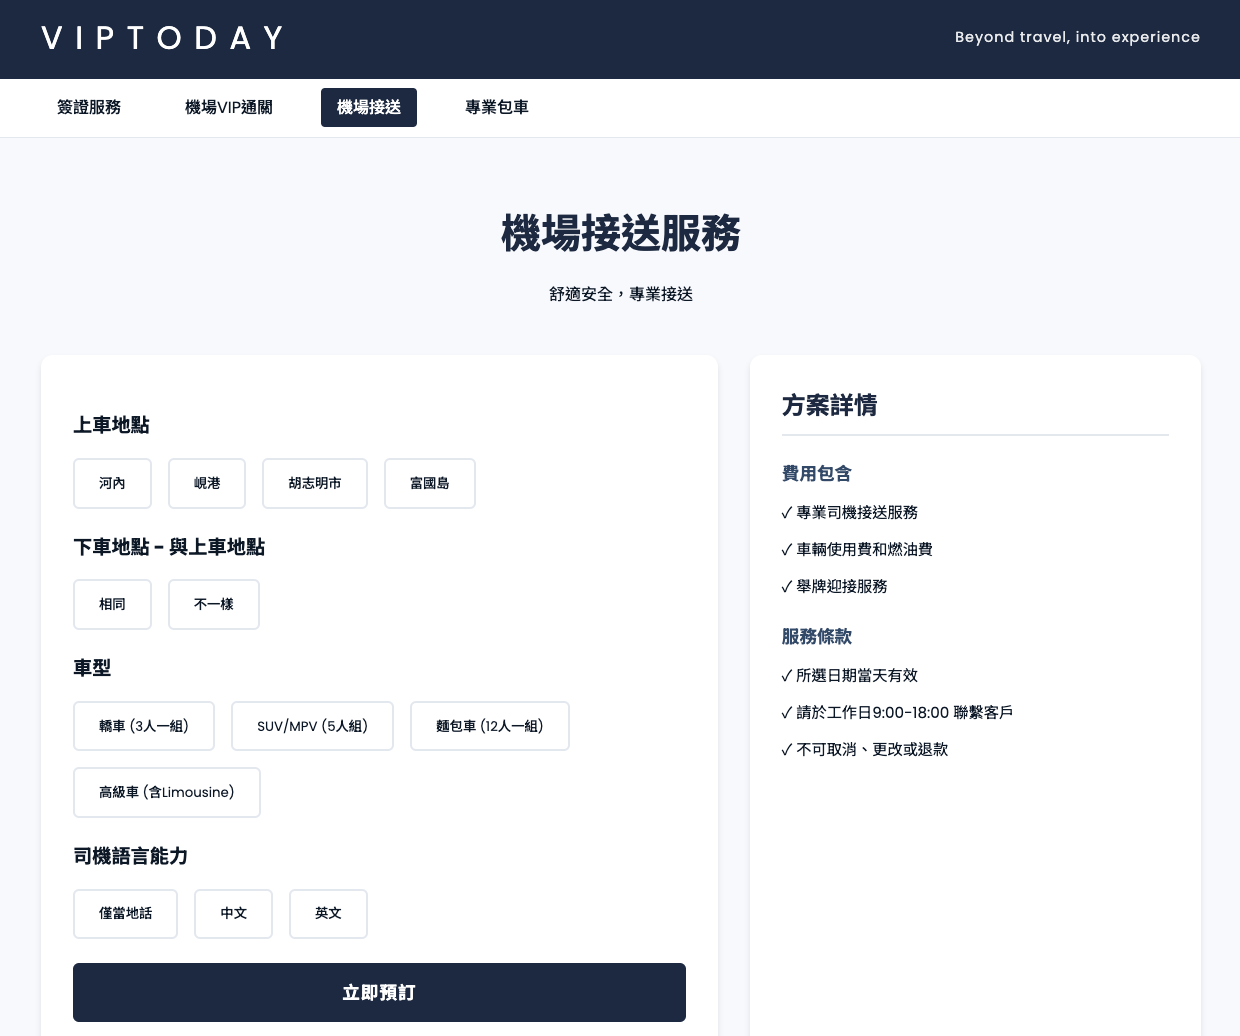 VIPTODAY
Beyond travel, into experience
簽證服務
機場VIP通關
機場接送
專業包車
機場接送服務
舒適安全，專業接送
上車地點
河內
峴港
胡志明市
富國島
下車地點 - 與上車地點
相同
不一樣
車型
轎車 (3人一組)
SUV/MPV (5人組)
麵包車 (12人一組)
高級車 (含Limousine)
司機語言能力
僅當地話
中文
英文
立即預訂
方案詳情
費用包含
✓ 專業司機接送服務
✓ 車輛使用費和燃油費
✓ 舉牌迎接服務
服務條款
✓ 所選日期當天有效
✓ 請於工作日9:00-18:00 聯繫客戶
✓ 不可取消、更改或退款